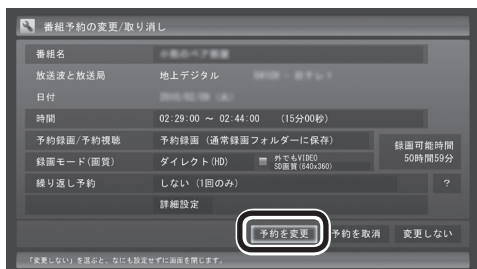 番組予約の変更/取り消し
番組名
放送波と放送局 地上デジタル
日付
時間 02:29:00 ～ 02:44:00 (15分00秒)
予約録画/予約視聴 予約録画（通常録画フォルダーに保存）
録画可能時間
50時間59分
録画モード(画質) ダイレクト(HD) 外でもVIDEO
SD画質(640x360)
繰り返し予約 しない（1回のみ） ?
詳細設定
予約を変更 予約を取消 変更しない
「変更しない」を選ぶと、なにも設定せずに画面を閉じます。